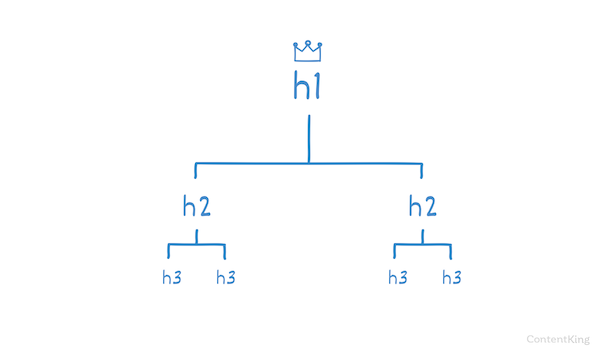 h1
h2 h2
h3 h3 h3 h3
ContentKing